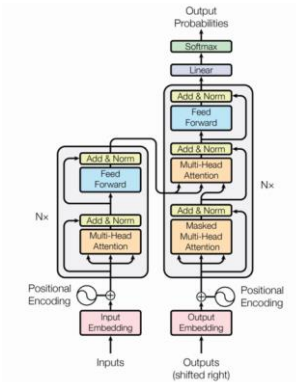 Output
Probabilities
Softmax
Linear
Add & Norm
Feed
Forward
Add & Norm
Multi-Head
Attention
Add & Norm
Masked
Multi-Head
Attention
Nx
Add & Norm
Feed
Forward
Nx
Add & Norm
Multi-Head
Attention
Positional
Encoding
Positional
Encoding
Input
Embedding
Output
Embedding
Inputs
Outputs
(shifted right)